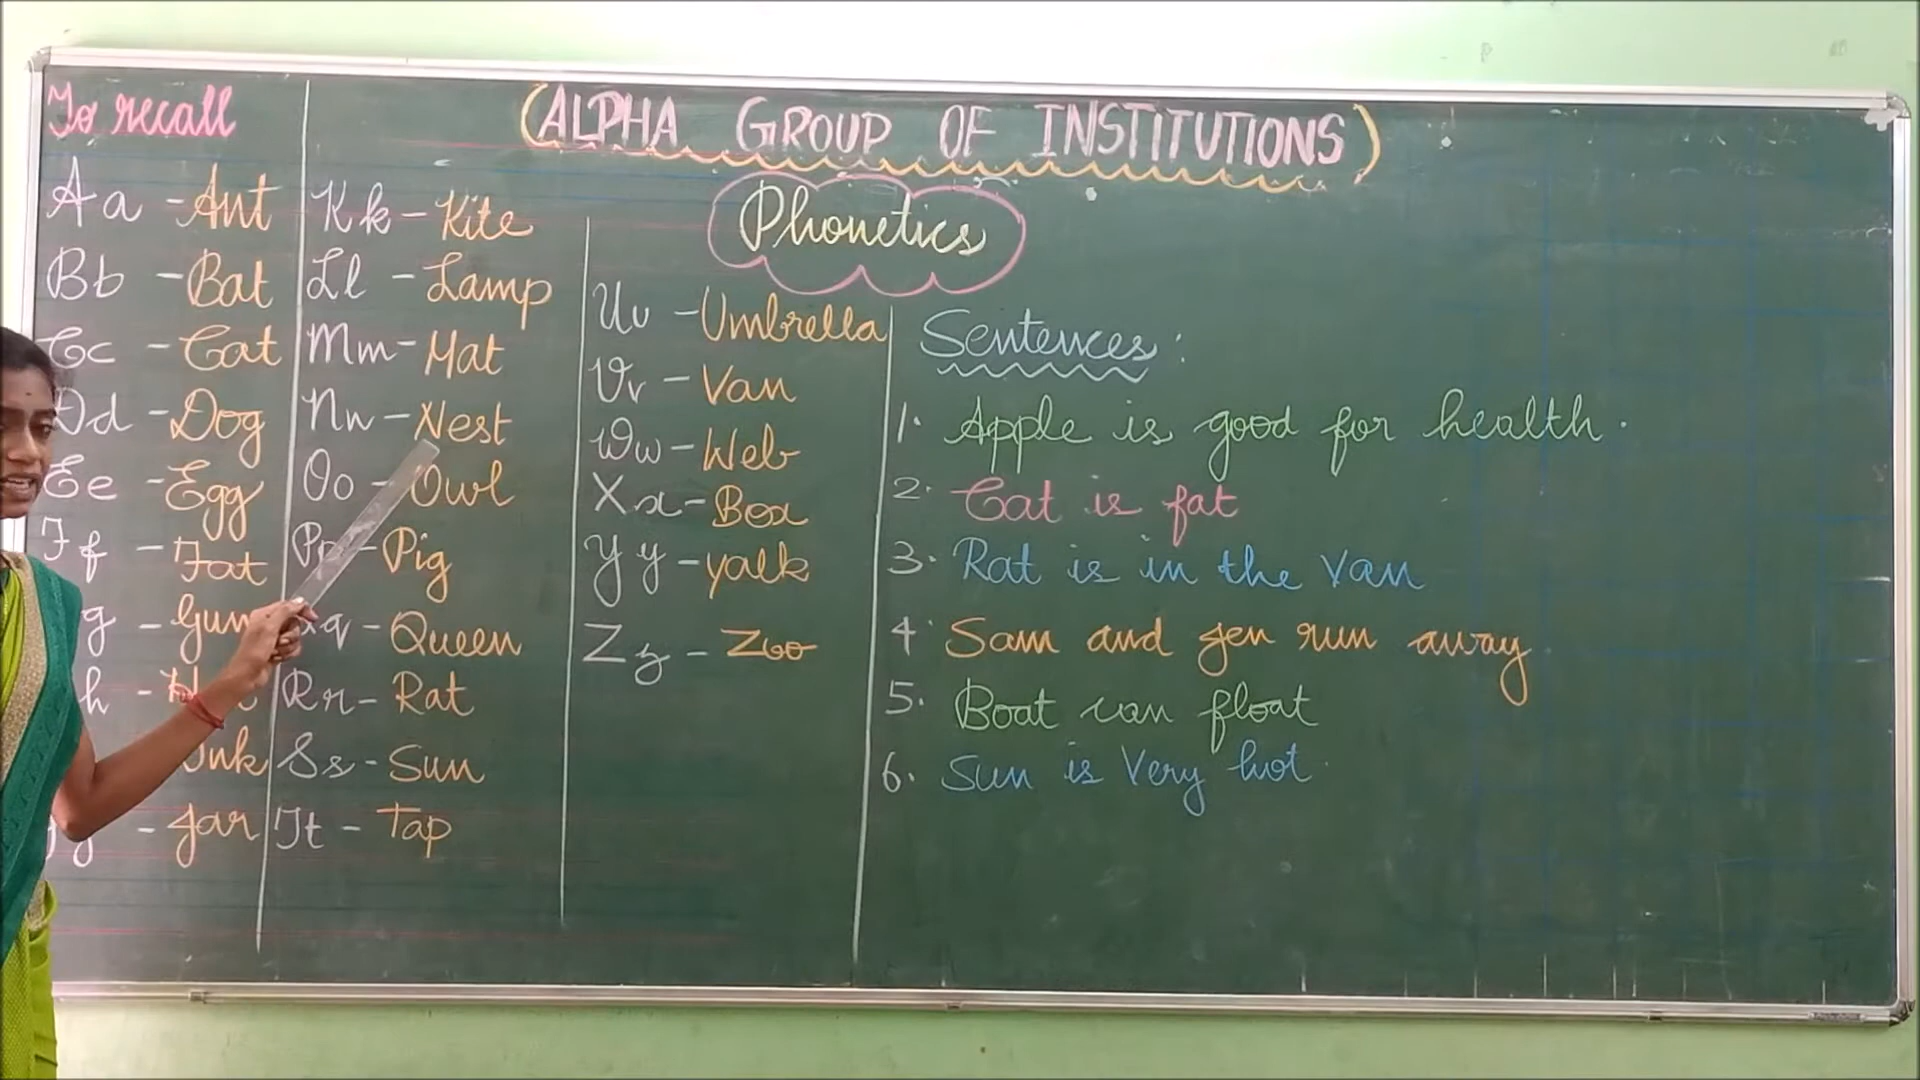 To recall
(ALPHA GROUP OF INSTITUTIONS)
Phonetics
Aa - Ant
Bb - Bat
Cc - Cat
Dd - Dog
Ee - Egg
Ff - Fat
g - Gun
h -
Ink
- Jar
Kk - Kite
Ll - Lamp
Mm - Mat
Nn - Nest
Oo - Owl
Pp - Pig
q - Queen
Rr - Rat
Ss - Sun
Tt - Tap
Uu - Umbrella
Vv - Van
Ww - Web
Xx - Box
Yy - yalk
Zz - Zoo
Sentences :
1. Apple is good for health.
2. Cat is fat
3. Rat is in the van
4. Sam and Jen run away
5. Boat can float
6. Sun is Very hot.